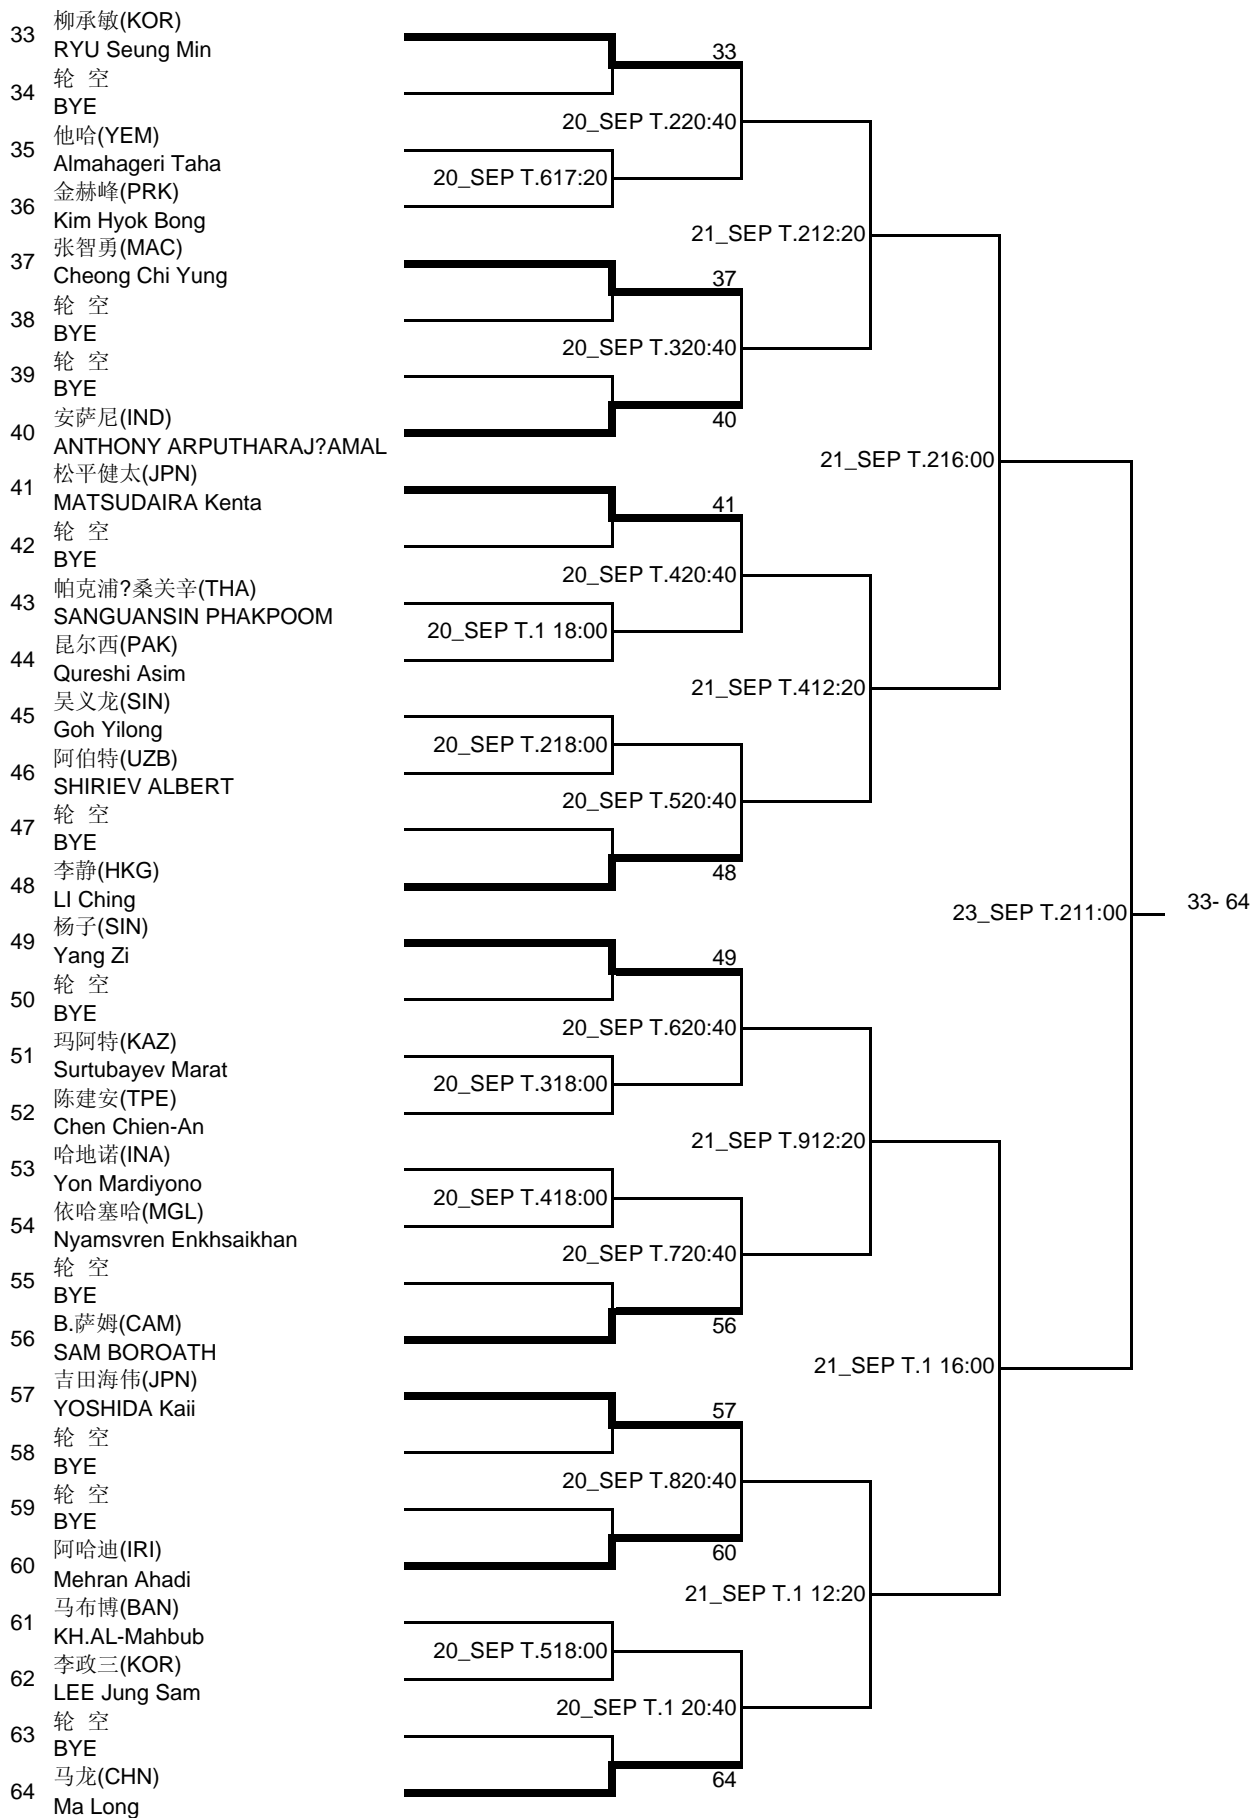 33
柳承敏(KOR)
RYU Seung Min
33
34
轮 空
BYE
20_SEP T.220:40
35
他哈(YEM)
Almahageri Taha
20_SEP T.617:20
36
金赫峰(PRK)
Kim Hyok Bong
21_SEP T.212:20
37
张智勇(MAC)
Cheong Chi Yung
37
38
轮 空
BYE
20_SEP T.320:40
39
轮 空
BYE
40
安萨尼(IND)
ANTHONY ARPUTHARAJ?AMAL
40
21_SEP T.216:00
41
松平健太(JPN)
MATSUDAIRA Kenta
41
42
轮 空
BYE
20_SEP T.420:40
43
帕克浦?桑关辛(THA)
SANGUANSIN PHAKPOOM
20_SEP T.1 18:00
44
昆尔西(PAK)
Qureshi Asim
21_SEP T.412:20
45
吴义龙(SIN)
Goh Yilong
20_SEP T.218:00
46
阿伯特(UZB)
SHIRIEV ALBERT
20_SEP T.520:40
47
轮 空
BYE
48
李静(HKG)
LI Ching
48
23_SEP T.211:00
33- 64
49
杨子(SIN)
Yang Zi
49
50
轮 空
BYE
20_SEP T.620:40
51
玛阿特(KAZ)
Surtubayev Marat
20_SEP T.318:00
52
陈建安(TPE)
Chen Chien-An
21_SEP T.912:20
53
哈地诺(INA)
Yon Mardiyono
20_SEP T.418:00
54
依哈塞哈(MGL)
Nyamsvren Enkhsaikhan
20_SEP T.720:40
55
轮 空
BYE
56
B.萨姆(CAM)
SAM BOROATH
56
21_SEP T.1 16:00
57
吉田海伟(JPN)
YOSHIDA Kaii
57
58
轮 空
BYE
20_SEP T.820:40
59
轮 空
BYE
60
阿哈迪(IRI)
Mehran Ahadi
60
21_SEP T.1 12:20
61
马布博(BAN)
KH.AL-Mahbub
20_SEP T.518:00
62
李政三(KOR)
LEE Jung Sam
20_SEP T.1 20:40
63
轮 空
BYE
64
马龙(CHN)
Ma Long
64